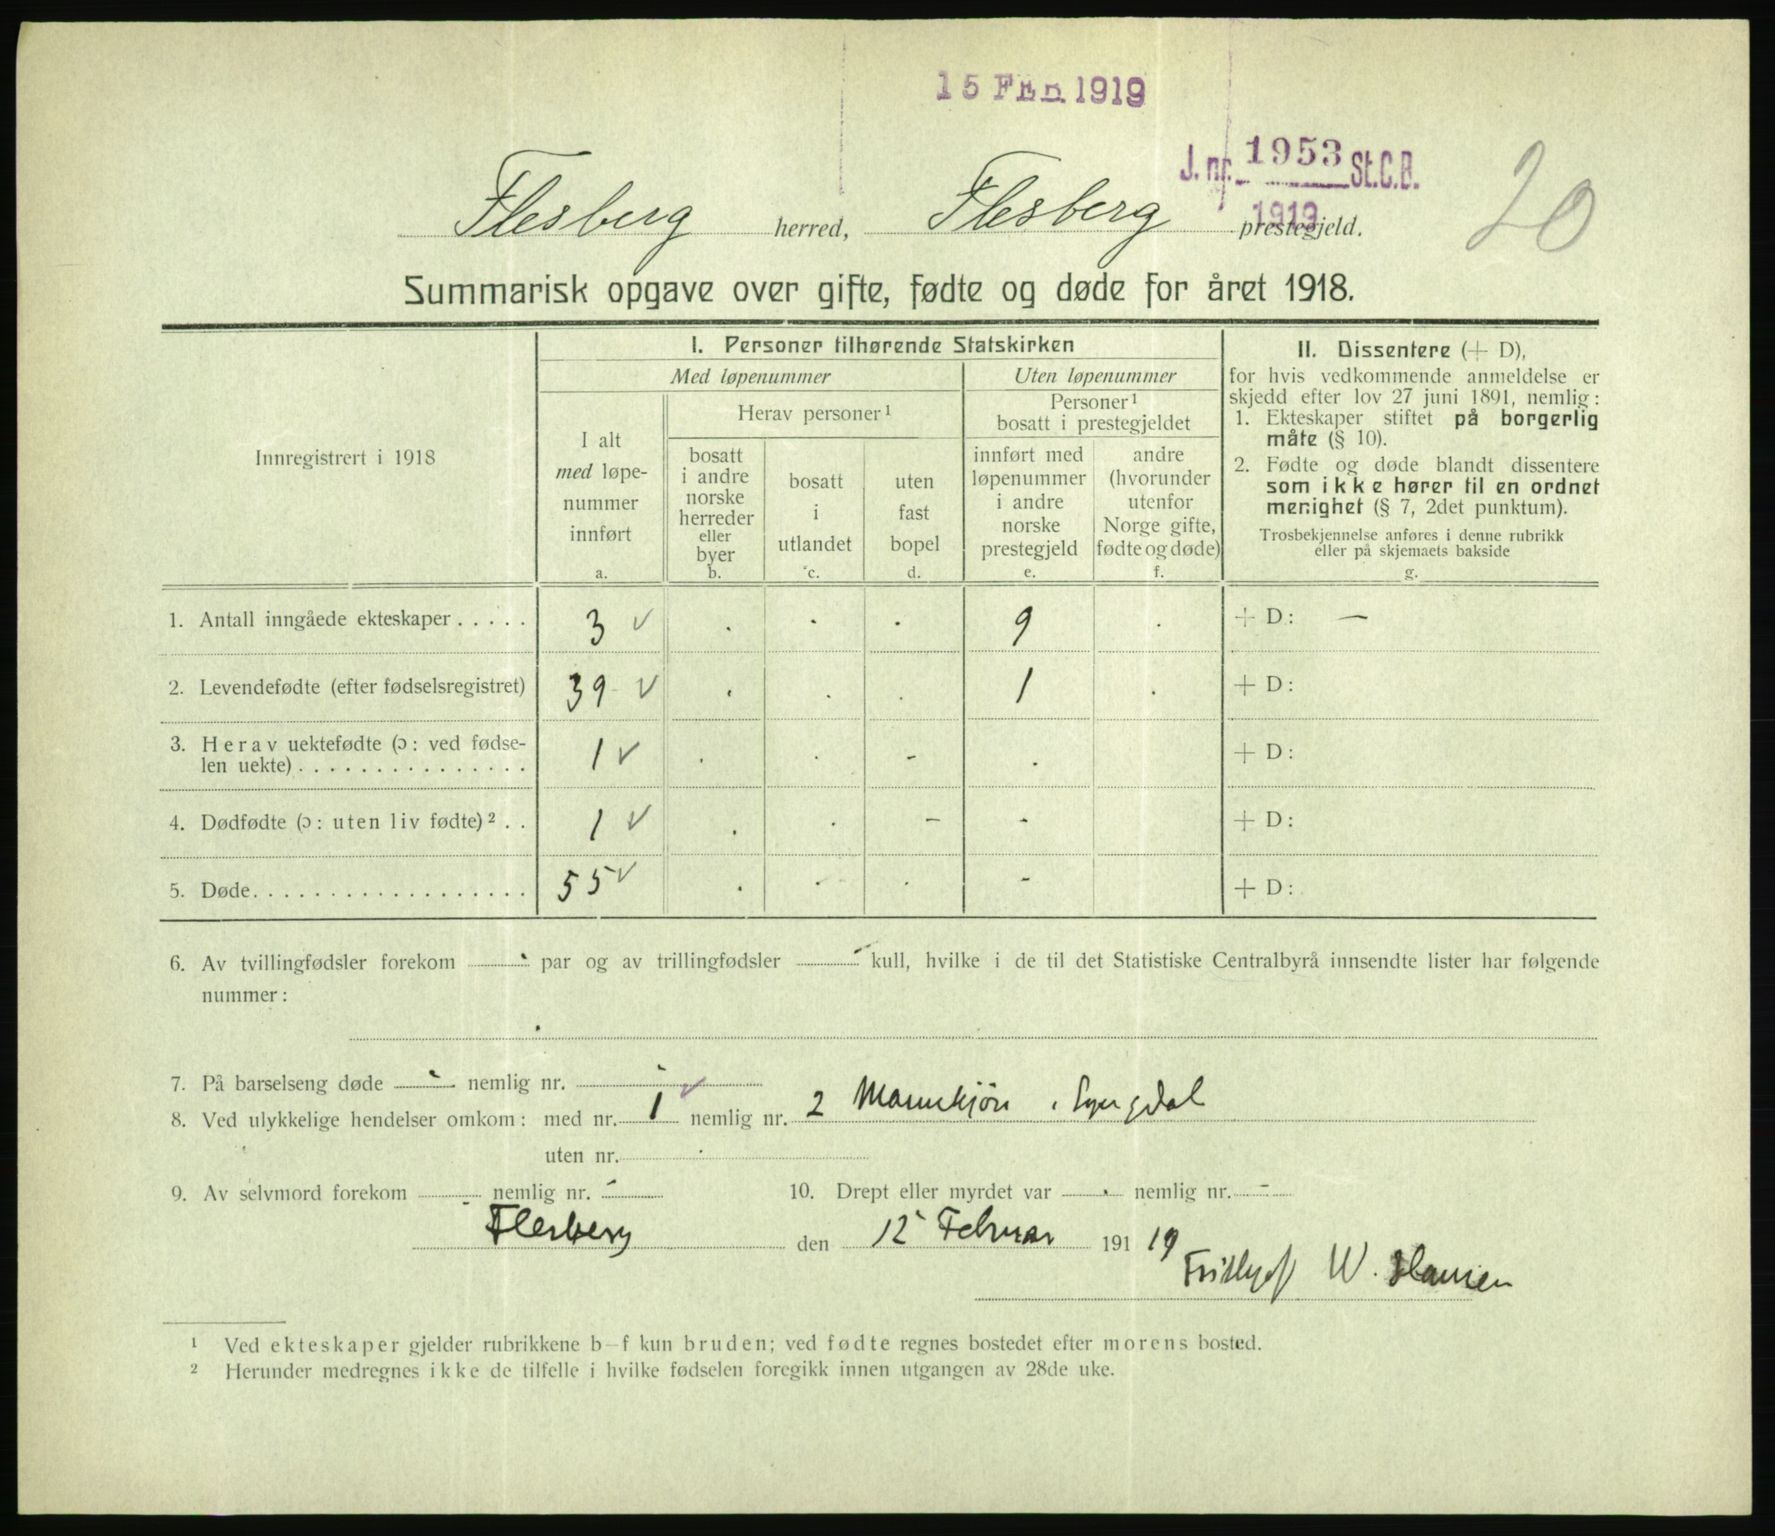 15 FEB 1919
J. nr. 1953 St.C.B.
1919
20
Flesberg herred, Flesberg prestegjeld.
Summarisk opgave over gifte, fødte og døde for året 1918.
Innregistrert i 1918
I. Personer tilhørende Statskirken
Med løpenummer
Uten løpenummer
I alt med løpe-nummer innført
a.
Herav personer¹
bosatt i andre norske herreder eller byer
b.
bosatt i utlandet
c.
uten fast bopel
d.
Personer¹ bosatt i prestegjeldet
innført med løpenummer i andre norske prestegjeld
e.
andre (hvorunder utenfor Norge gifte, fødte og døde)
f.
II. Dissentere (+ D),
for hvis vedkommende anmeldelse er
skjedd efter lov 27 juni 1891, nemlig:
1. Ekteskaper stiftet på borgerlig
måte (§ 10).
2. Fødte og døde blandt dissentere
som ikke hører til en ordnet
menighet (§ 7, 2det punktum).
Trosbekjennelse anføres i denne rubrikk
eller på skjemaets bakside
g.
1. Antall inngåede ekteskaper ..... 3 ✓ . . . 9 . + D: —
2. Levendefødte (efter fødselsregistret) 39 ✓ . . . 1 . + D:
3. Herav uektefødte (ɔ: ved fødse-
len uekte) ............... 1 ✓ . . - . + D:
4. Dødfødte (ɔ: uten liv fødte)² .. 1 ✓ . . - - + D:
5. Døde.................. 55 ✓ . . . - + D:
6. Av tvillingfødsler forekom . par og av trillingfødsler - kull, hvilke i de til det Statistiske Centralbyrå innsendte lister har følgende
nummer:
.
7. På barselseng døde - nemlig nr. -
8. Ved ulykkelige hendelser omkom: med nr. 1 ✓ nemlig nr. 2
uten nr. .
9. Av selvmord forekom - nemlig nr. - 10. Drept eller myrdet var . nemlig nr. -
Flesberg den 12 Februar 191 19
Fridtjof W. Hansen
¹ Ved ekteskaper gjelder rubrikkene b—f kun bruden; ved fødte regnes bostedet efter morens bosted.
² Herunder medregnes ikke de tilfelle i hvilke fødselen foregikk innen utgangen av 28de uke.